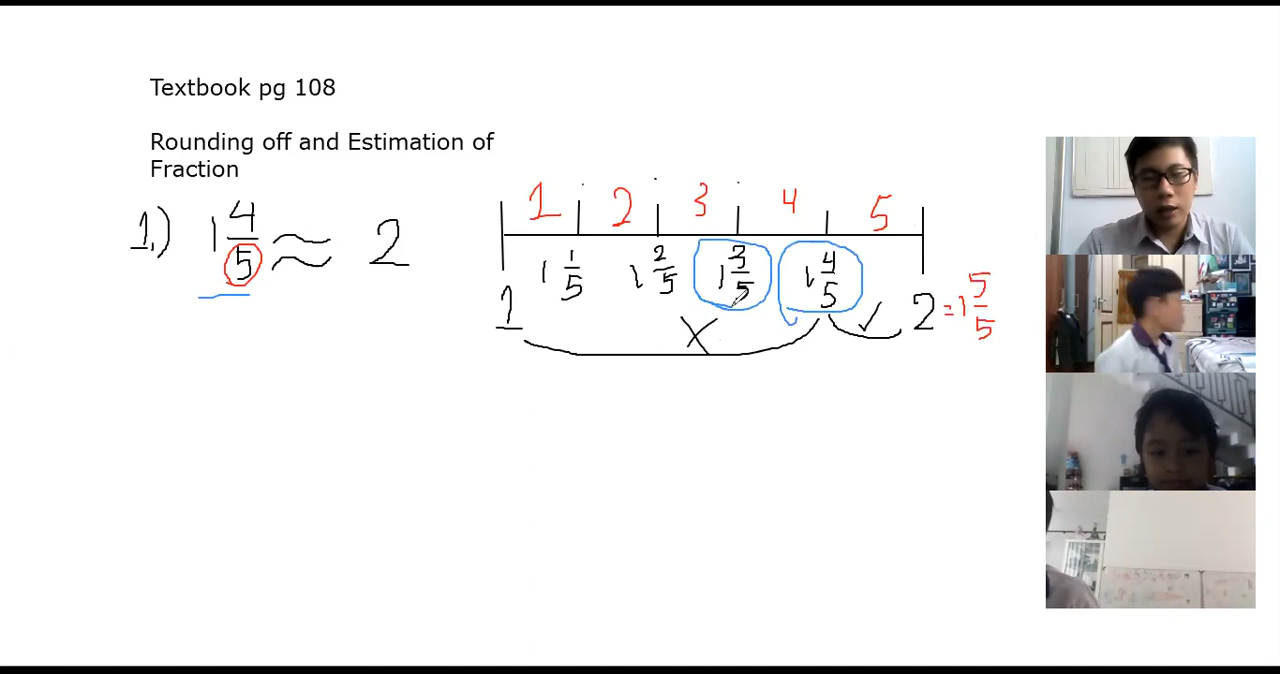 Textbook pg 108
Rounding off and Estimation of
Fraction
1.) 1 4/5 ≈ 2
1 2 3 4 5
1 1 1/5 1 2/5 1 3/5 1 4/5 2 = 1 5/5